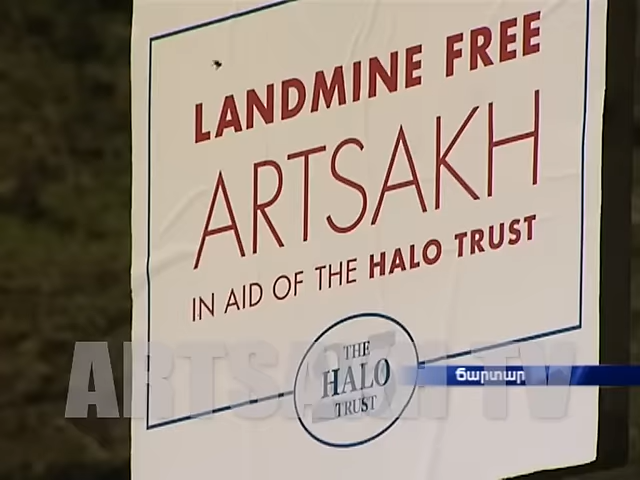 LANDMINE FREE
ARTSAKH
IN AID OF THE HALO TRUST
THE
HALO
TRUST
ARTSAKH TV
ճարտար